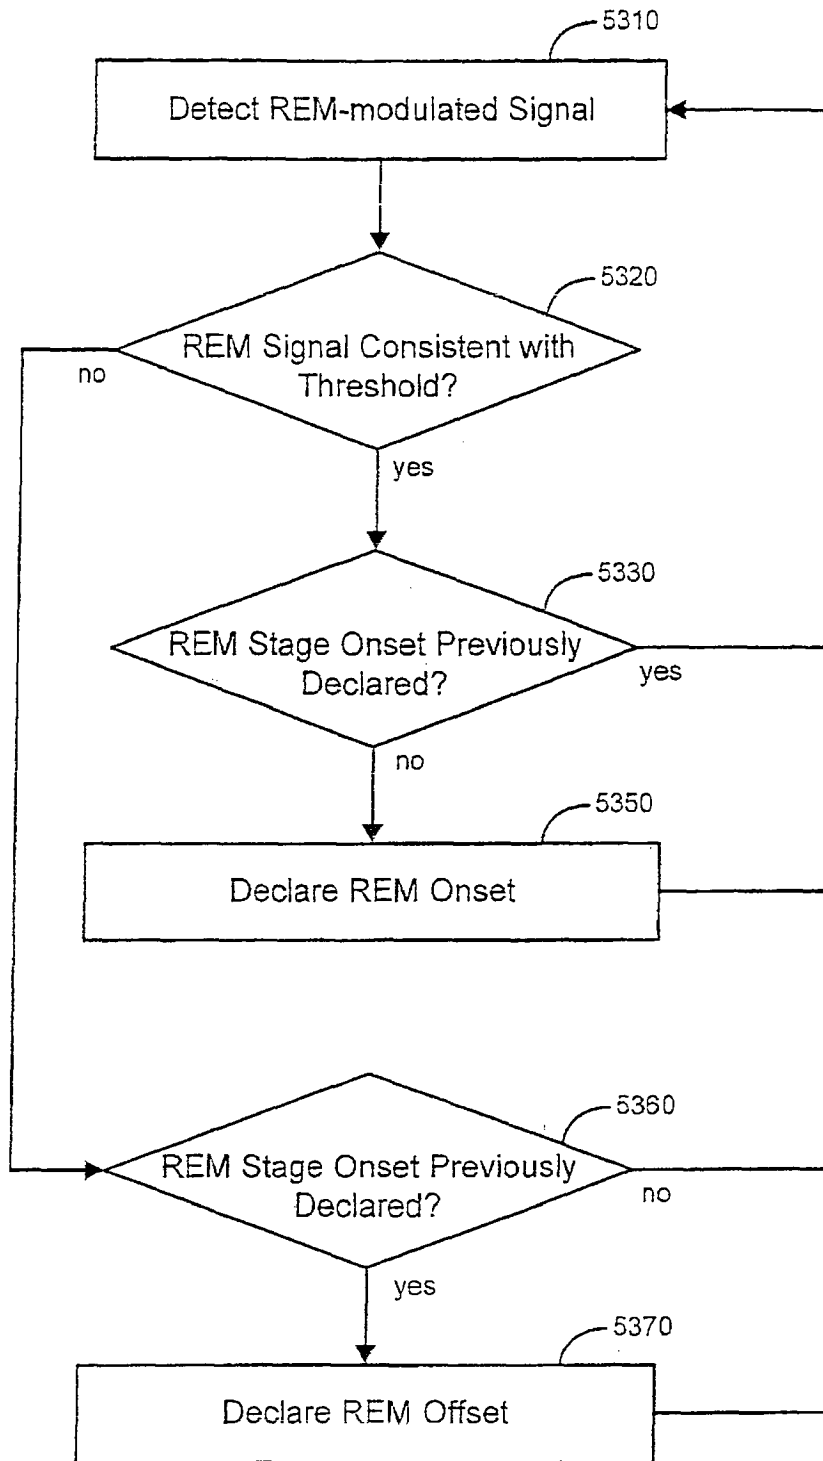 5310
Detect REM-modulated Signal
5320
REM Signal Consistent with
Threshold?
no
yes
5330
REM Stage Onset Previously
Declared?
yes
no
5350
Declare REM Onset
5360
REM Stage Onset Previously
Declared?
no
yes
5370
Declare REM Offset